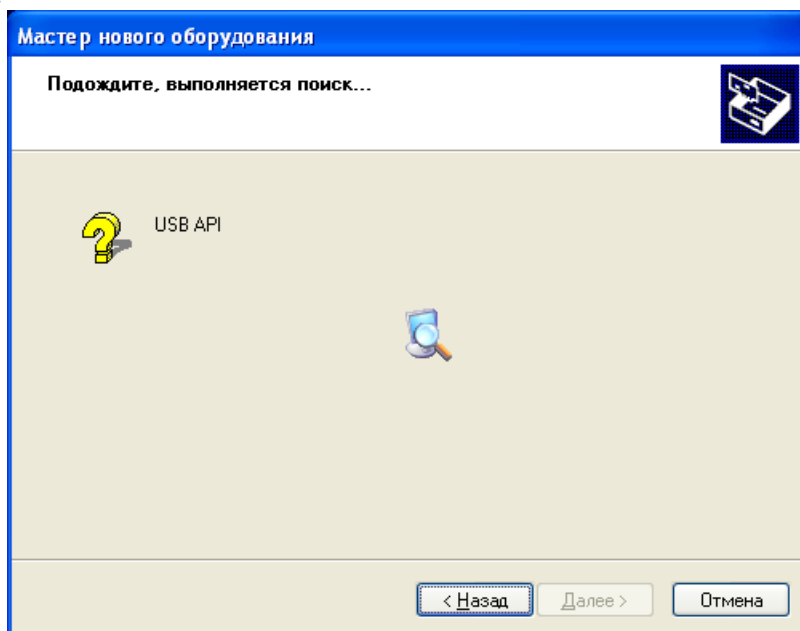 Мастер нового оборудования
Подождите, выполняется поиск...
USB API
< Назад
Далее >
Отмена